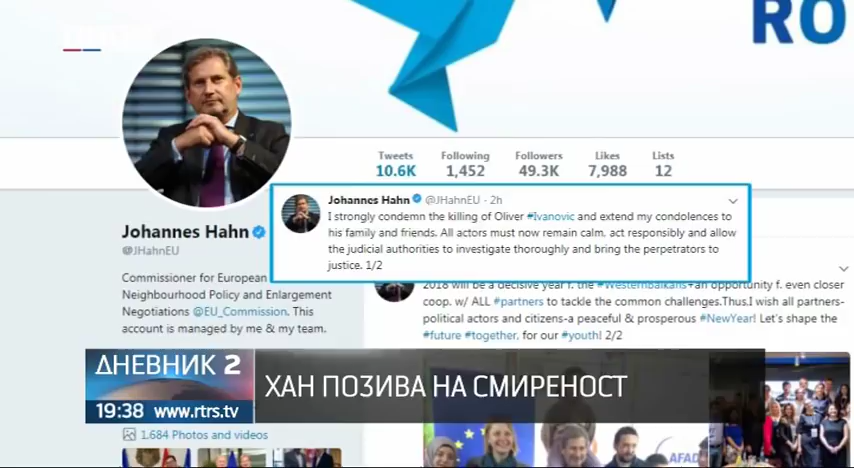 RO
Tweets Following Followers Likes Lists
10.6K 1,452 49.3K 7,988 12
Johannes Hahn
@JHahnEU
Commissioner for European
Neighbourhood Policy and Enlargement
Negotiations @EU_Commission. This
account is managed by me & my team.
1.684 Photos and videos
Johannes Hahn @JHahnEU · 2h
I strongly condemn the killing of Oliver #Ivanovic and extend my condolences to
his family and friends. All actors must now remain calm, act responsibly and allow
the judicial authorities to investigate thoroughly and bring the perpetrators to
justice. 1/2
2018 will be a decisive year f. the #Westernbalkans+an opportunity f. even closer
coop. w/ ALL #partners to tackle the common challenges.Thus.I wish all partners-
political actors and citizens-a peaceful & prosperous #NewYear! Let's shape the
#future #together, for our #youth! 2/2
ДНЕВНИК 2
19:38 www.rtrs.tv
ХАН ПОЗИВА НА СМИРЕНОСТ
AFAD